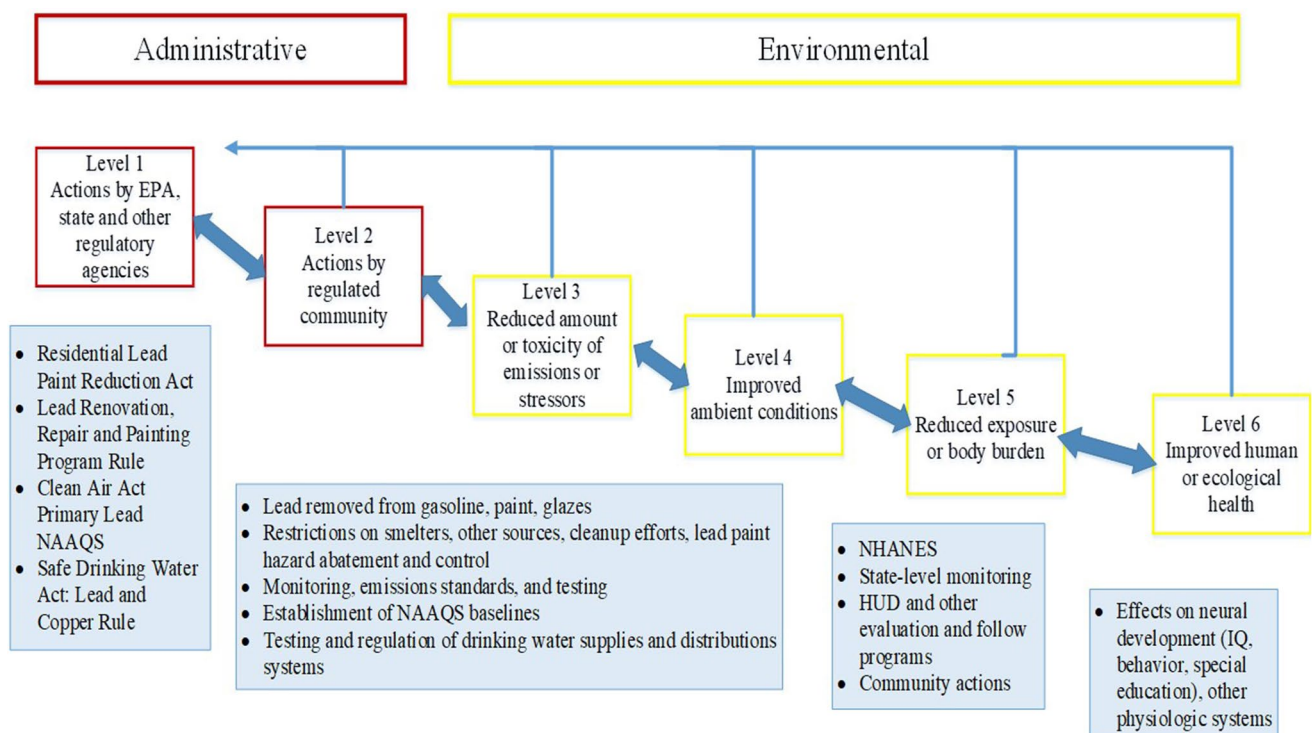 Administrative
Environmental
Level 1
Actions by EPA,
state and other
regulatory
agencies
Level 2
Actions by
regulated
community
Level 3
Reduced amount
or toxicity of
emissions or
stressors
Level 4
Improved
ambient conditions
Level 5
Reduced exposure
or body burden
Level 6
Improved human
or ecological
health
• Residential Lead
Paint Reduction Act
• Lead Renovation,
Repair and Painting
Program Rule
• Clean Air Act
Primary Lead
NAAQS
• Safe Drinking Water
Act: Lead and
Copper Rule
• Lead removed from gasoline, paint, glazes
• Restrictions on smelters, other sources, cleanup efforts, lead paint
hazard abatement and control
• Monitoring, emissions standards, and testing
• Establishment of NAAQS baselines
• Testing and regulation of drinking water supplies and distributions
systems
• NHANES
• State-level monitoring
• HUD and other
evaluation and follow
programs
• Community actions
• Effects on neural
development (IQ,
behavior, special
education), other
physiologic systems